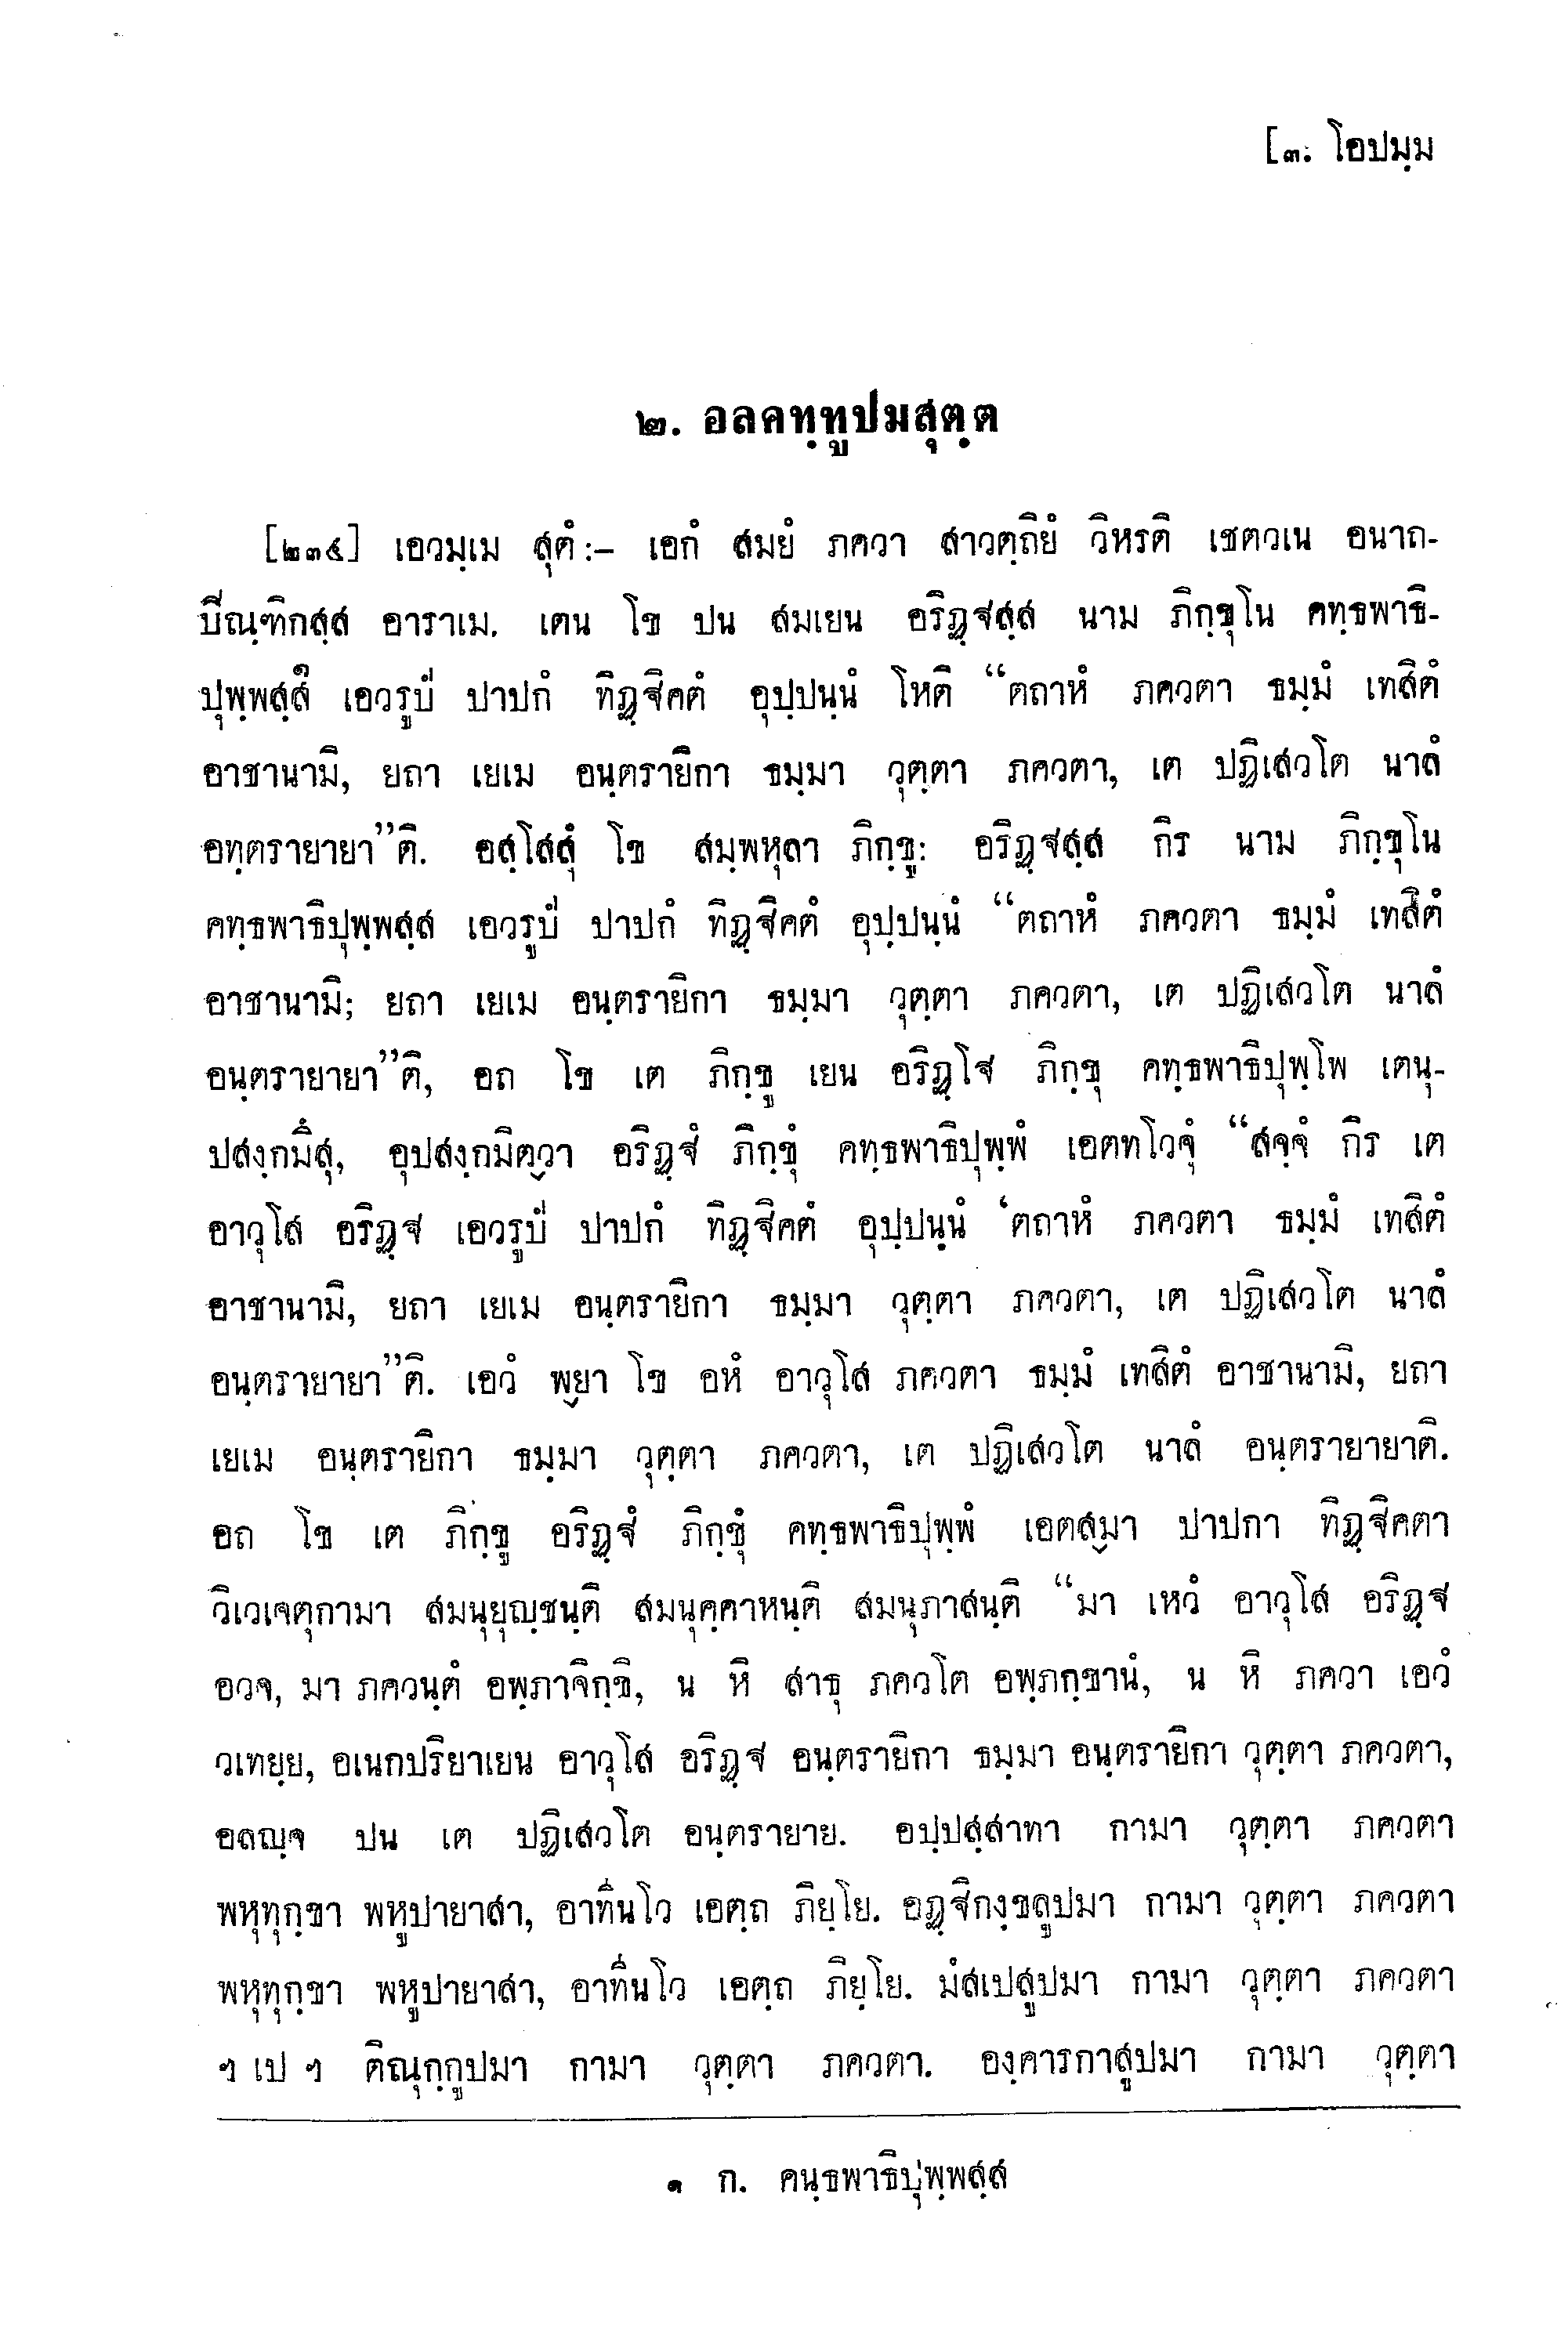 [๓. โอปมฺม
๒. อลคทฺทูปมสุตฺต
[๒๓๔] เอวมฺเม สุตํ :– เอกํ สมยํ ภควา สาวตฺถิยํ วิหรติ เชตวเน อนาถ-
ปิณฺฑิกสฺส อาราเม. เตน โข ปน สมเยน อริฏฺฐสฺส นาม ภิกฺขุโน คทฺธพาธิ-
ปุพฺพสฺส๑ เอวรูปํ ปาปกํ ทิฏฺฐิคตํ อุปฺปนฺนํ โหติ “ตถาหํ ภควตา ธมฺมํ เทสิตํ
อาชานามิ, ยถา เยเม อนฺตรายิกา ธมฺมา วุตฺตา ภควตา, เต ปฏิเสวโต นาลํ
อทฺตรายายา”ติ. อสฺโสสุํ โข สมฺพหุลา ภิกฺขู: อริฏฺฐสฺส กิร นาม ภิกฺขุโน
คทฺธพาธิปุพฺพสฺส เอวรูปํ ปาปกํ ทิฏฺฐิคตํ อุปฺปนฺนํ “ตถาหํ ภควตา ธมฺมํ เทสิตํ
อาชานามิ; ยถา เยเม อนฺตรายิกา ธมฺมา วุตฺตา ภควตา, เต ปฏิเสวโต นาลํ
อนฺตรายายา”ติ, อถ โข เต ภิกฺขู เยน อริฏฺโฐ ภิกฺขุ คทฺธพาธิปุพฺโพ เตนุ-
ปสงฺกมึสุ, อุปสงฺกมิตฺวา อริฏฺฐํ ภิกฺขุํ คทฺธพาธิปุพฺพํ เอตทโวจุํ “สจฺจํ กิร เต
อาวุโส อริฏฺฐ เอวรูปํ ปาปกํ ทิฏฺฐิคตํ อุปฺปนฺนํ ‘ตถาหํ ภควตา ธมฺมํ เทสิตํ
อาชานามิ, ยถา เยเม อนฺตรายิกา ธมฺมา วุตฺตา ภควตา, เต ปฏิเสวโต นาลํ
อนฺตรายายา”ติ. เอวํ พฺยา โข อหํ อาวุโส ภควตา ธมฺมํ เทสิตํ อาชานามิ, ยถา
เยเม อนฺตรายิกา ธมฺมา วุตฺตา ภควตา, เต ปฏิเสวโต นาลํ อนฺตรายายาติ.
อถ โข เต ภิกฺขู อริฏฺฐํ ภิกฺขุํ คทฺธพาธิปุพฺพํ เอตสฺมา ปาปกา ทิฏฺฐิคตา
วิเวเจตุกามา สมนุยุญฺชนฺติ สมนุคฺคาหนฺติ สมนุภาสนฺติ “มา เหวํ อาวุโส อริฏฺฐ
อวจ, มา ภควนฺตํ อพฺภาจิกฺขิ, น หิ สาธุ ภควโต อพฺภกฺขานํ, น หิ ภควา เอวํ
วเทยฺย, อเนกปริยาเยน อาวุโส อริฏฺฐ อนฺตรายิกา ธมฺมา อนฺตรายิกา วุตฺตา ภควตา,
อลญฺจ ปน เต ปฏิเสวโต อนฺตรายาย. อปฺปสฺสาทา กามา วุตฺตา ภควตา
พหุทุกฺขา พหูปายาสา, อาทีนโว เอตฺถ ภิยฺโย. อฏฺฐิกงฺขลูปมา กามา วุตฺตา ภควตา
พหุทุกฺขา พหูปายาสา, อาทีนโว เอตฺถ ภิยฺโย. มํสเปสูปมา กามา วุตฺตา ภควตา
ฯ เป ฯ ติณุกฺกูปมา กามา วุตฺตา ภควตา. องฺคารกาสูปมา กามา วุตฺตา
๑ ก. คนฺธพาธิปุพฺพสฺส